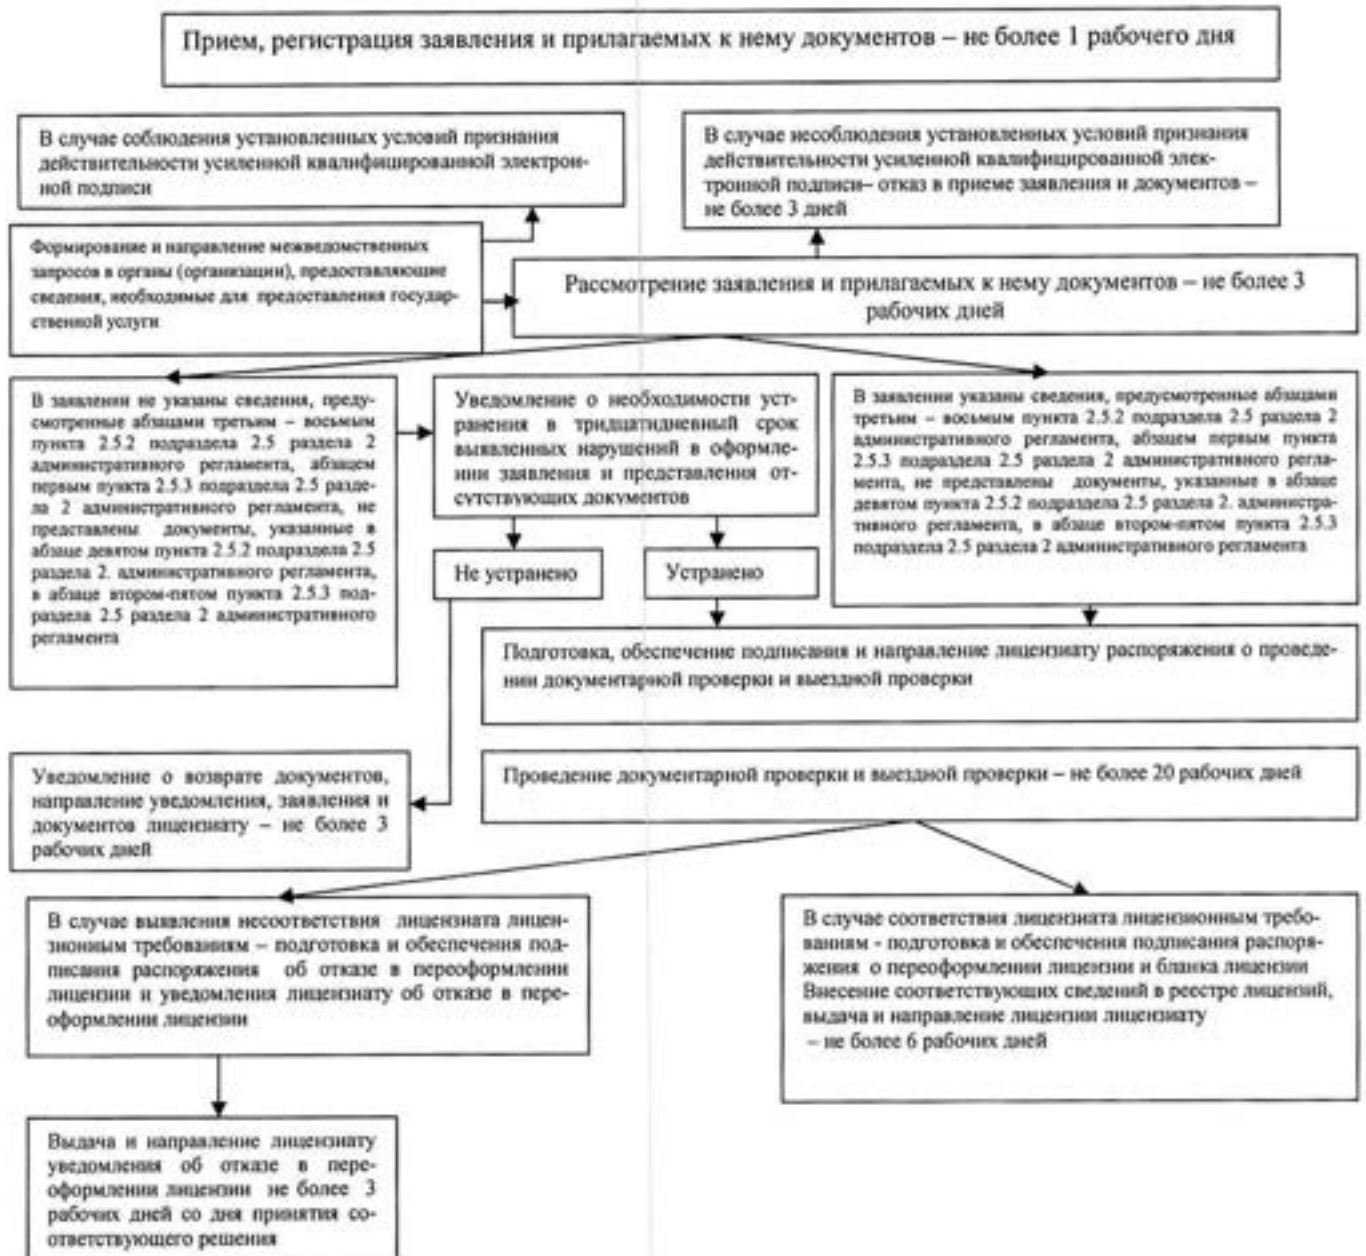 Прием, регистрация заявления и прилагаемых к нему документов – не более 1 рабочего дня
В случае соблюдения установленных условий признания
действительности усиленной квалифицированной электрон-
ной подписи
В случае несоблюдения установленных условий признания
действительности усиленной квалифицированной элек-
тронной подписи– отказ в приеме заявления и документов –
не более 3 дней
Формирование и направление межведомственных
запросов в органы (организации), предоставляющие
сведения, необходимые для предоставления государ-
ственной услуги
Рассмотрение заявления и прилагаемых к нему документов – не более 3
рабочих дней
В заявлении не указаны сведения, преду-
смотренные абзацами третьим – восьмым
пункта 2.5.2 подраздела 2.5 раздела 2
административного регламента, абзацем
первым пункта 2.5.3 подраздела 2.5 разде-
ла 2 административного регламента, не
представлены документы, указанные в
абзаце девятом пункта 2.5.2 подраздела 2.5
раздела 2. административного регламента,
в абзаце втором-пятом пункта 2.5.3 под-
раздела 2.5 раздела 2 административного
регламента
Уведомление о необходимости уст-
ранения в тридцатидневный срок
выявленных нарушений в оформле-
нии заявления и представления от-
сутствующих документов
В заявлении указаны сведения, предусмотренные абзацами
третьим – восьмым пункта 2.5.2 подраздела 2.5 раздела 2
административного регламента, абзацем первым пункта
2.5.3 подраздела 2.5 раздела 2 административного регла-
мента, не представлены документы, указанные в абзаце
девятом пункта 2.5.2 подраздела 2.5 раздела 2. администра-
тивного регламента, в абзаце втором-пятом пункта 2.5.3
подраздела 2.5 раздела 2 административного регламента
Не устранено
Устранено
Подготовка, обеспечение подписания и направление лицензиату распоряжения о проведе-
нии документарной проверки и выездной проверки
Уведомление о возврате документов,
направление уведомления, заявления и
документов лицензиату – не более 3
рабочих дней
Проведение документарной проверки и выездной проверки – не более 20 рабочих дней
В случае выявления несоответствия лицензиата лицен-
зионным требованиям – подготовка и обеспечения под-
писания распоряжения об отказе в переоформлении
лицензии и уведомления лицензиату об отказе в пере-
оформлении лицензии
В случае соответствия лицензиата лицензионным требо-
ваниям - подготовка и обеспечения подписания распоря-
жения о переоформлении лицензии и бланка лицензии
Внесение соответствующих сведений в реестре лицензий,
выдача и направление лицензии лицензиату
– не более 6 рабочих дней
Выдача и направление лицензиату
уведомления об отказе в пере-
оформлении лицензии не более 3
рабочих дней со дня принятия со-
ответствующего решения